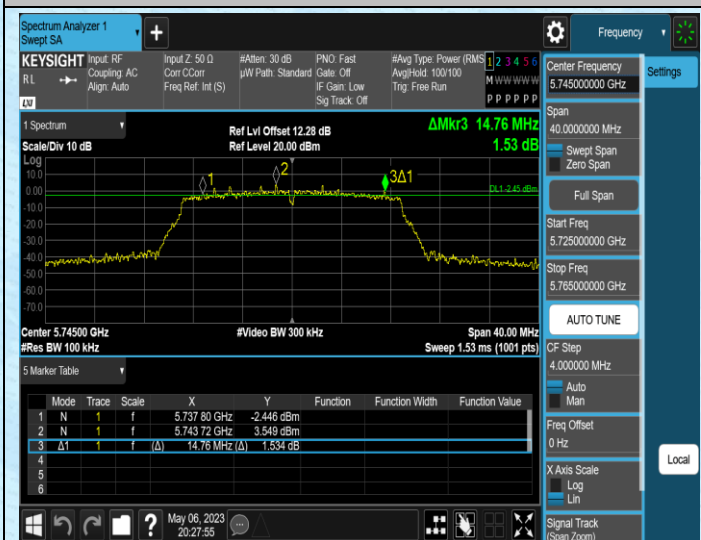 Spectrum Analyzer 1
Swept SA
Frequency
KEYSIGHT
RL
LXI
Input: RF
Coupling: AC
Align: Auto
Input Z: 50 Ω
Corr CCorr
Freq Ref: Int (S)
#Atten: 30 dB
µW Path: Standard
PNO: Fast
Gate: Off
IF Gain: Low
Sig Track: Off
#Avg Type: Power (RMS
Avg|Hold: 100/100
Trig: Free Run
1 2 3 4 5 6
M W W W W W
P P P P P P
1 Spectrum
Scale/Div 10 dB
Ref Lvl Offset 12.28 dB
Ref Level 20.00 dBm
ΔMkr3 14.76 MHz
1.53 dB
Log
10.0
0.00
-10.0
-20.0
-30.0
-40.0
-50.0
-60.0
-70.0
1
2
3Δ1
DL1 -2.45 dBm
Center 5.74500 GHz
#Video BW 300 kHz
Span 40.00 MHz
#Res BW 100 kHz
Sweep 1.53 ms (1001 pts)
5 Marker Table
Mode Trace Scale X Y Function Function Width Function Value
1 N 1 f 5.737 80 GHz -2.446 dBm
2 N 1 f 5.743 72 GHz 3.549 dBm
3 Δ1 1 f (Δ) 14.76 MHz (Δ) 1.534 dB
4
5
6
May 06, 2023
20:27:55
Center Frequency
5.745000000 GHz
Span
40.0000000 MHz
Swept Span
Zero Span
Full Span
Start Freq
5.725000000 GHz
Stop Freq
5.765000000 GHz
AUTO TUNE
CF Step
4.000000 MHz
Auto
Man
Freq Offset
0 Hz
X Axis Scale
Log
Lin
Signal Track
(Span Zoom)
Settings
Local